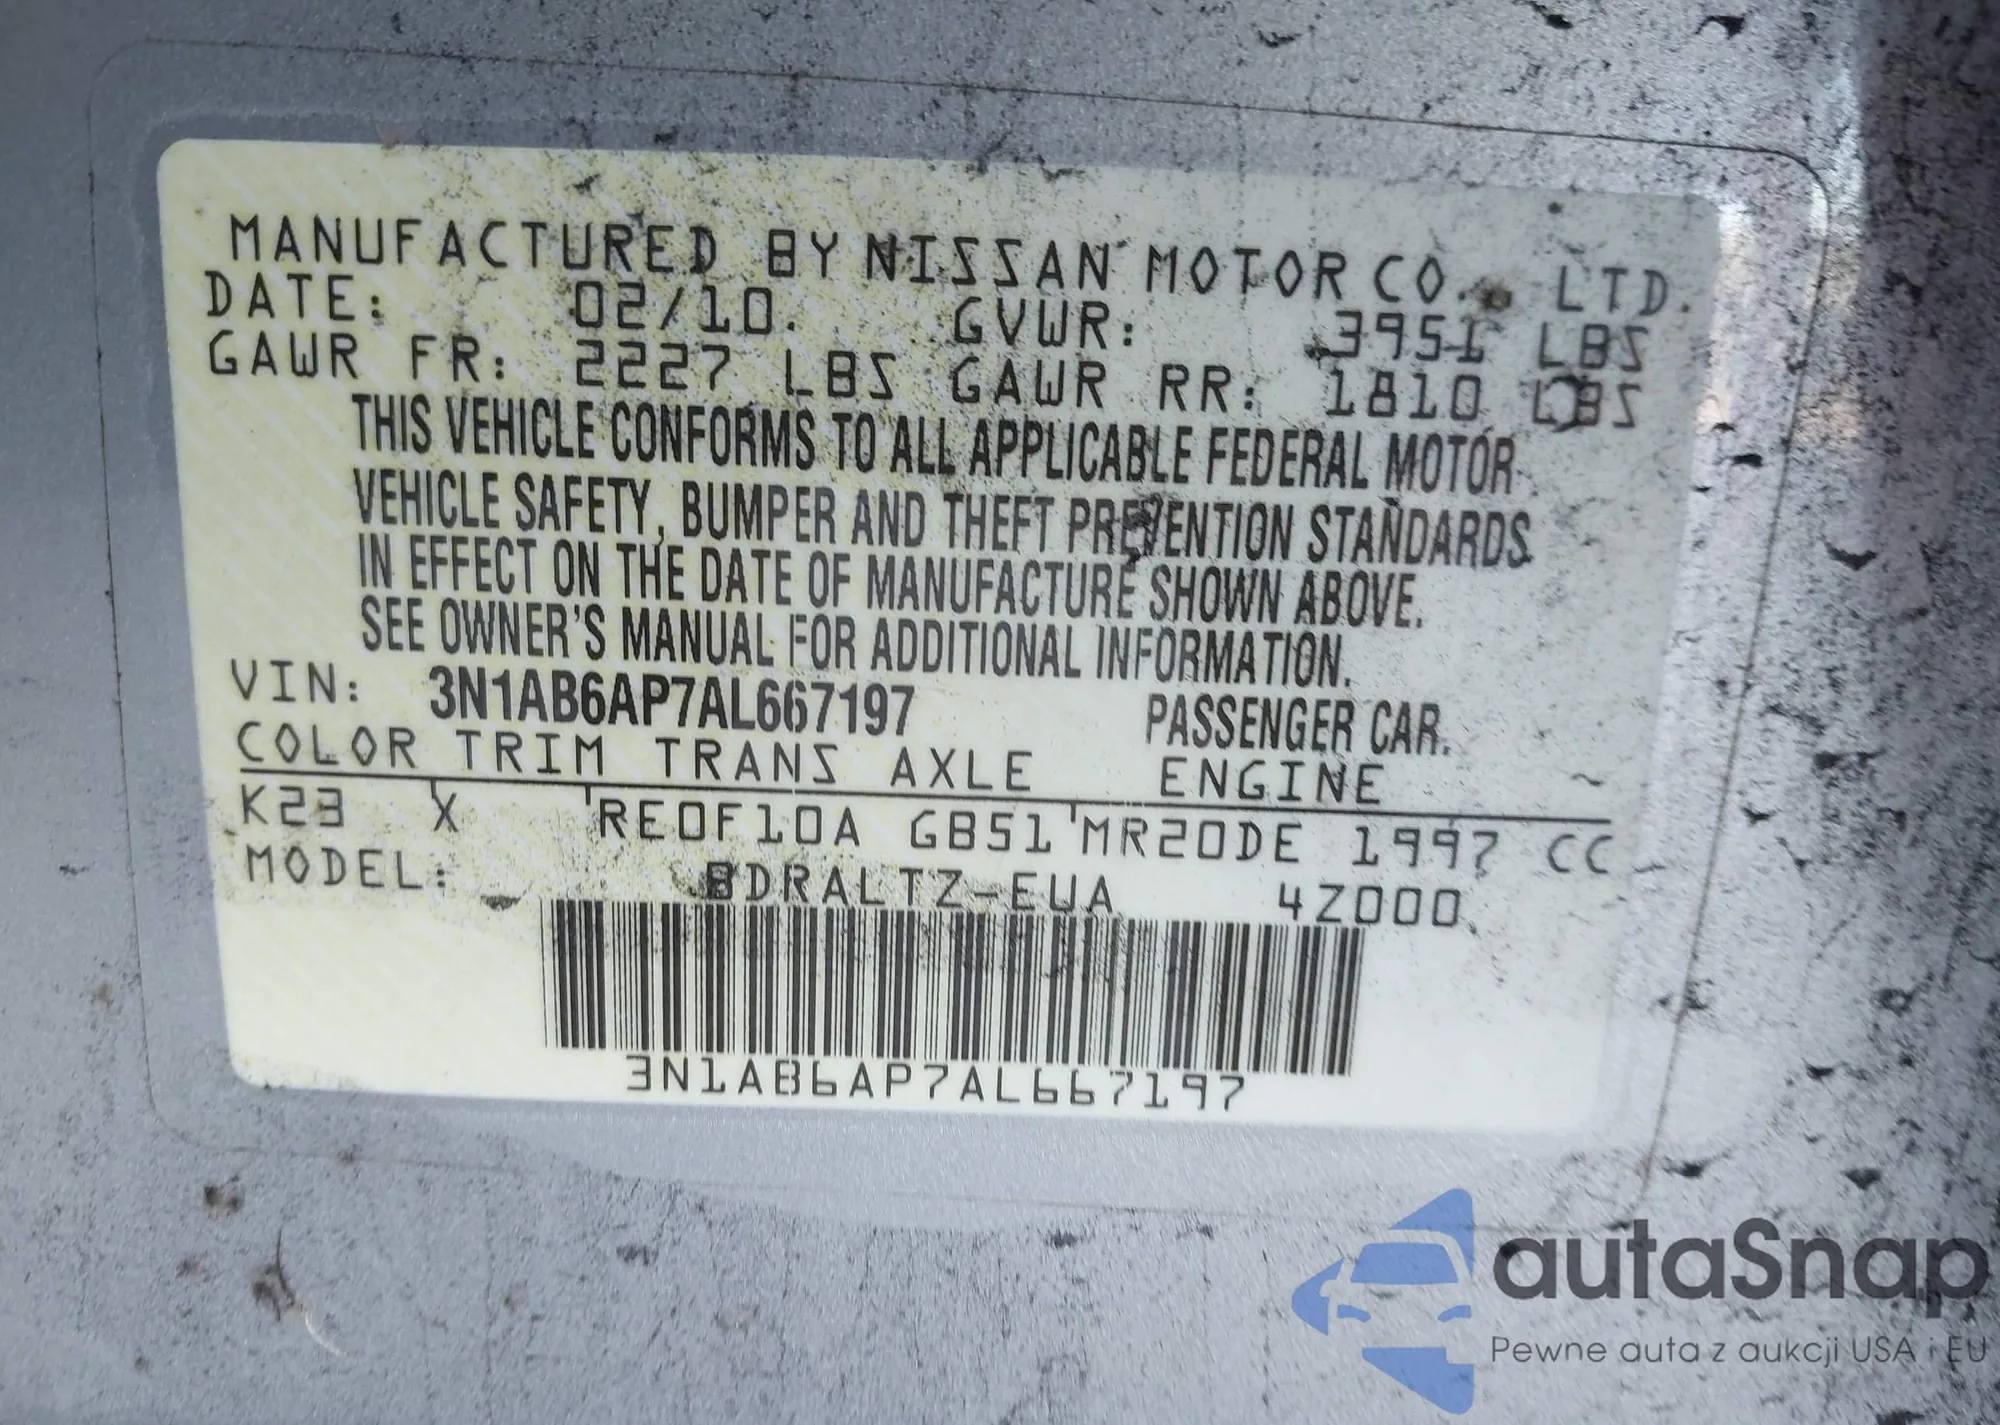 MANUFACTURED BY NISSAN MOTOR CO., LTD.
DATE: 02/10. GVWR: 3951 LBS
GAWR FR: 2227 LBS GAWR RR: 1810 LBS
THIS VEHICLE CONFORMS TO ALL APPLICABLE FEDERAL MOTOR
VEHICLE SAFETY, BUMPER AND THEFT PREVENTION STANDARDS
IN EFFECT ON THE DATE OF MANUFACTURE SHOWN ABOVE.
SEE OWNER'S MANUAL FOR ADDITIONAL INFORMATION.
VIN: 3N1AB6AP7AL667197 PASSENGER CAR.
COLOR TRIM TRANS AXLE ENGINE
K23 X RE0F10A GB51 MR20DE 1997 CC
MODEL: BDRALTZ-EUA 4Z000
3N1AB6AP7AL667197
autaSnap
Pewne auta z aukcji USA i EU